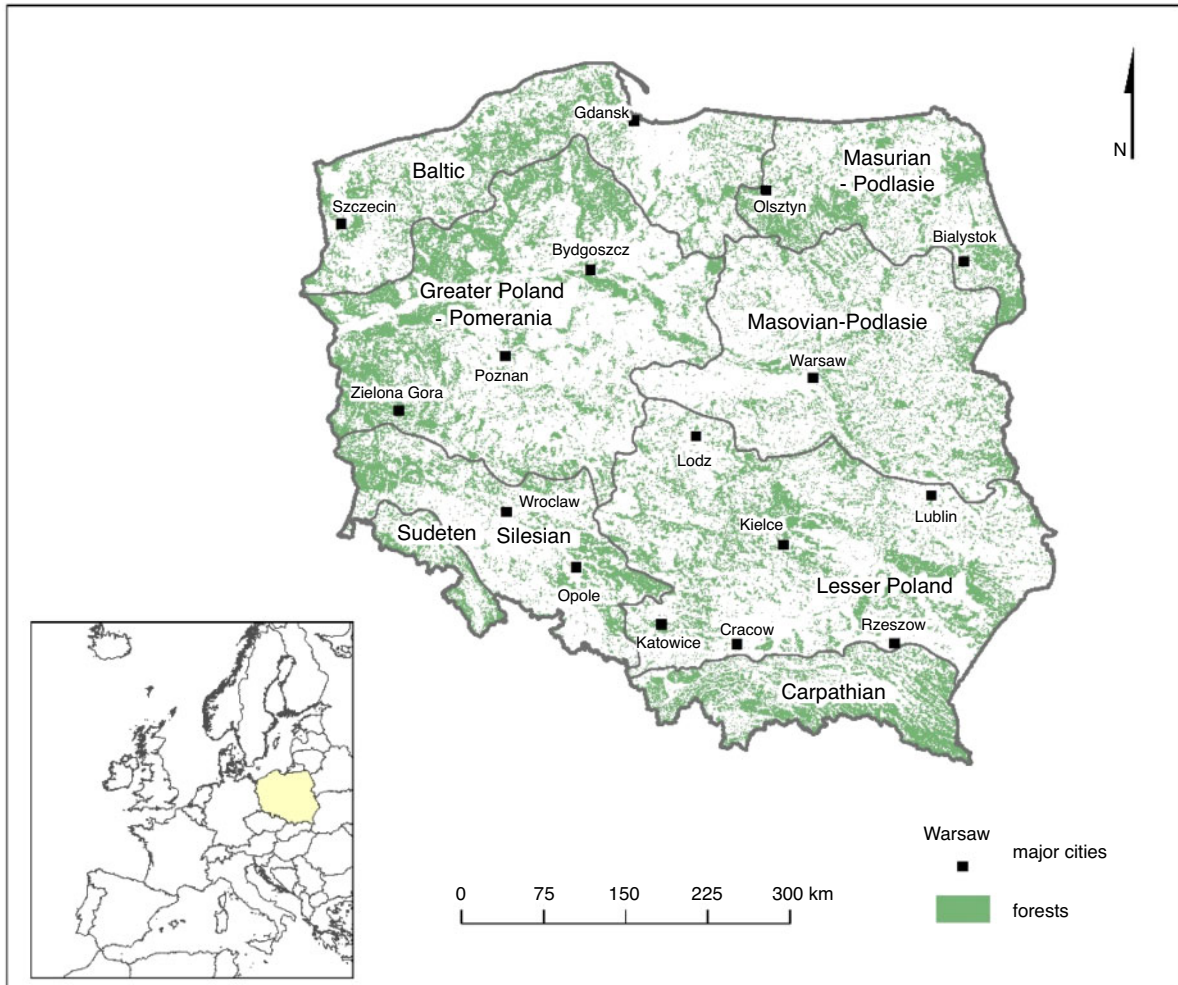 Gdansk
N
Masurian
- Podlasie
Baltic
Szczecin
Olsztyn
Bialystok
Bydgoszcz
Greater Poland
- Pomerania
Masovian-Podlasie
Warsaw
Poznan
Zielona Gora
Lodz
Wroclaw
Lublin
Kielce
Sudeten
Silesian
Opole
Lesser Poland
Katowice
Cracow
Rzeszow
Carpathian
Warsaw
major cities
0 75 150 225 300 km
forests